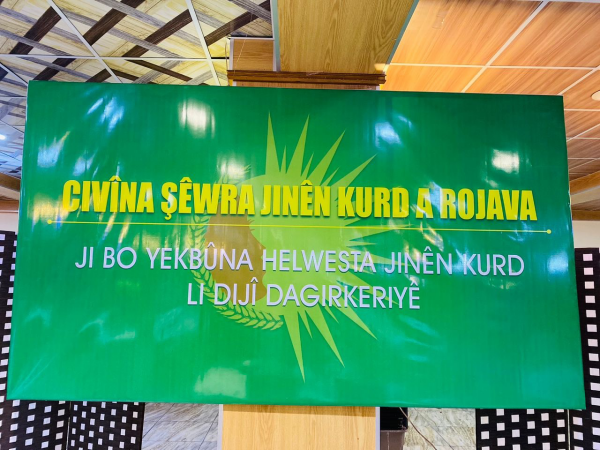 CIVÎNA ŞÊWRA JINÊN KURD A ROJAVA
JI BO YEKBÛNA HELWESTA JINÊN KURD
LI DIJÎ DAGIRKERIYÊ